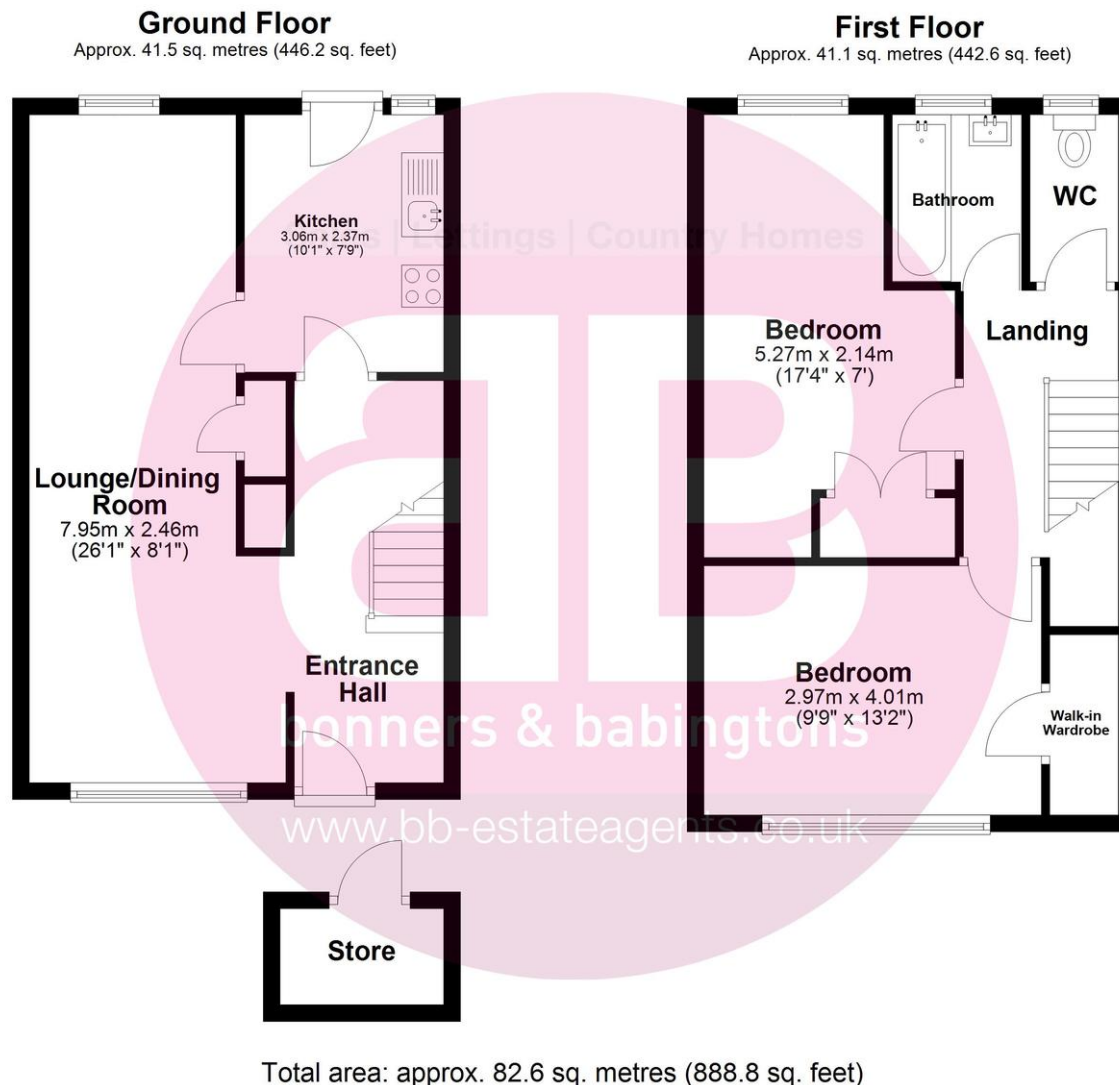 Ground Floor
Approx. 41.5 sq. metres (446.2 sq. feet)
First Floor
Approx. 41.1 sq. metres (442.6 sq. feet)
Kitchen
3.06m x 2.37m
(10'1" x 7'9")
Bathroom
WC
Lettings | Country Homes
Bedroom
5.27m x 2.14m
(17'4" x 7')
Landing
Lounge/Dining
Room
7.95m x 2.46m
(26'1" x 8'1")
Entrance
Hall
Bedroom
2.97m x 4.01m
(9'9" x 13'2")
Walk-in
Wardrobe
aB
bonners & babingtons
www.bb-estateagents.co.uk
Store
Total area: approx. 82.6 sq. metres (888.8 sq. feet)